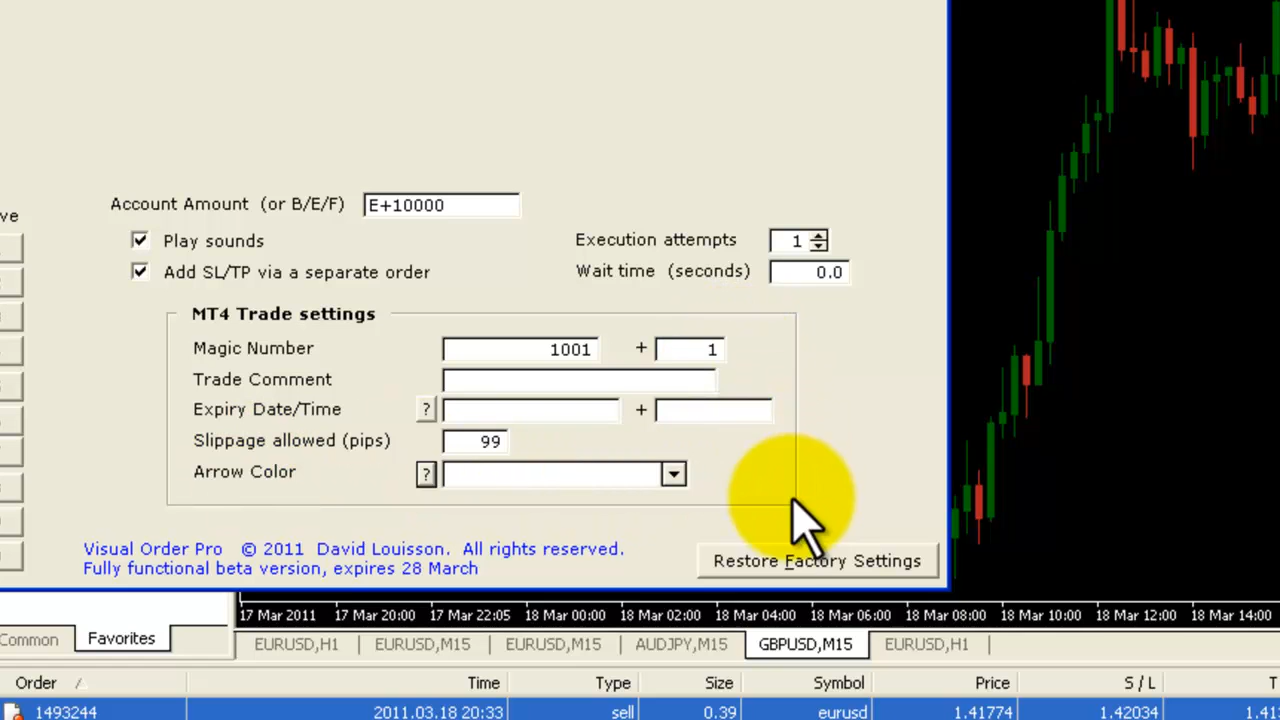 Account Amount (or B/E/F) E+10000
ve
Play sounds
Execution attempts 1
Add SL/TP via a separate order
Wait time (seconds) 0.0
MT4 Trade settings
Magic Number 1001 + 1
Trade Comment
Expiry Date/Time ? +
Slippage allowed (pips) 99
Arrow Color ?
Visual Order Pro © 2011 David Louisson. All rights reserved.
Fully functional beta version, expires 28 March
Restore Factory Settings
17 Mar 2011 17 Mar 20:00 17 Mar 22:05 18 Mar 00:00 18 Mar 02:00 18 Mar 04:00 18 Mar 06:00 18 Mar 08:00 18 Mar 10:00 18 Mar 12:00 18 Mar 14:00
Common Favorites
EURUSD,H1 EURUSD,M15 EURUSD,M15 AUDJPY,M15 GBPUSD,M15 EURUSD,H1
Order Time Type Size Symbol Price S / L T
1493244 2011.03.18 20:33 sell 0.39 eurusd 1.41774 1.42034 1.41